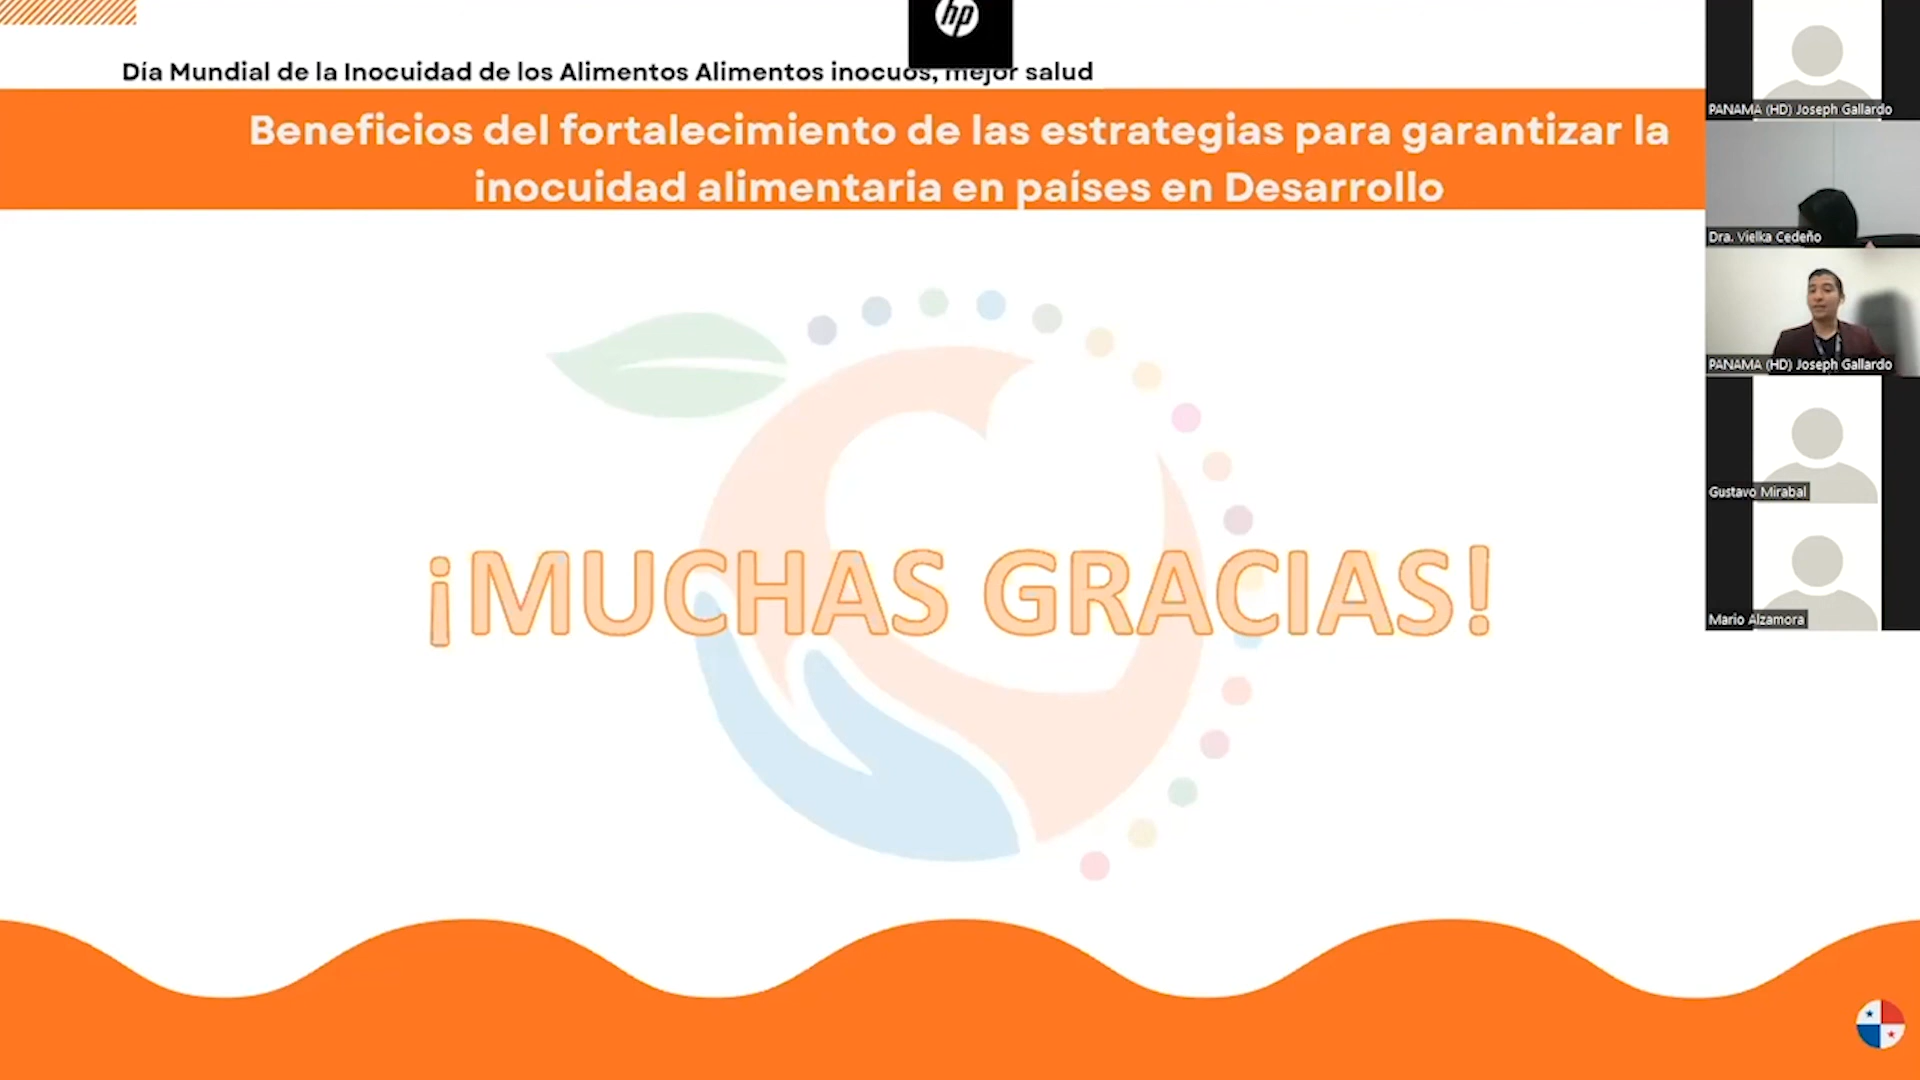 hp
Día Mundial de la Inocuidad de los Alimentos Alimentos inocuos, mejor salud
Beneficios del fortalecimiento de las estrategias para garantizar la
inocuidad alimentaria en países en Desarrollo
¡MUCHAS GRACIAS!
PANAMA (HD) Joseph Gallardo
Dra. Vielka Cedeño
PANAMA (HD) Joseph Gallardo
Gustavo Mirabal
Mario Alzamora